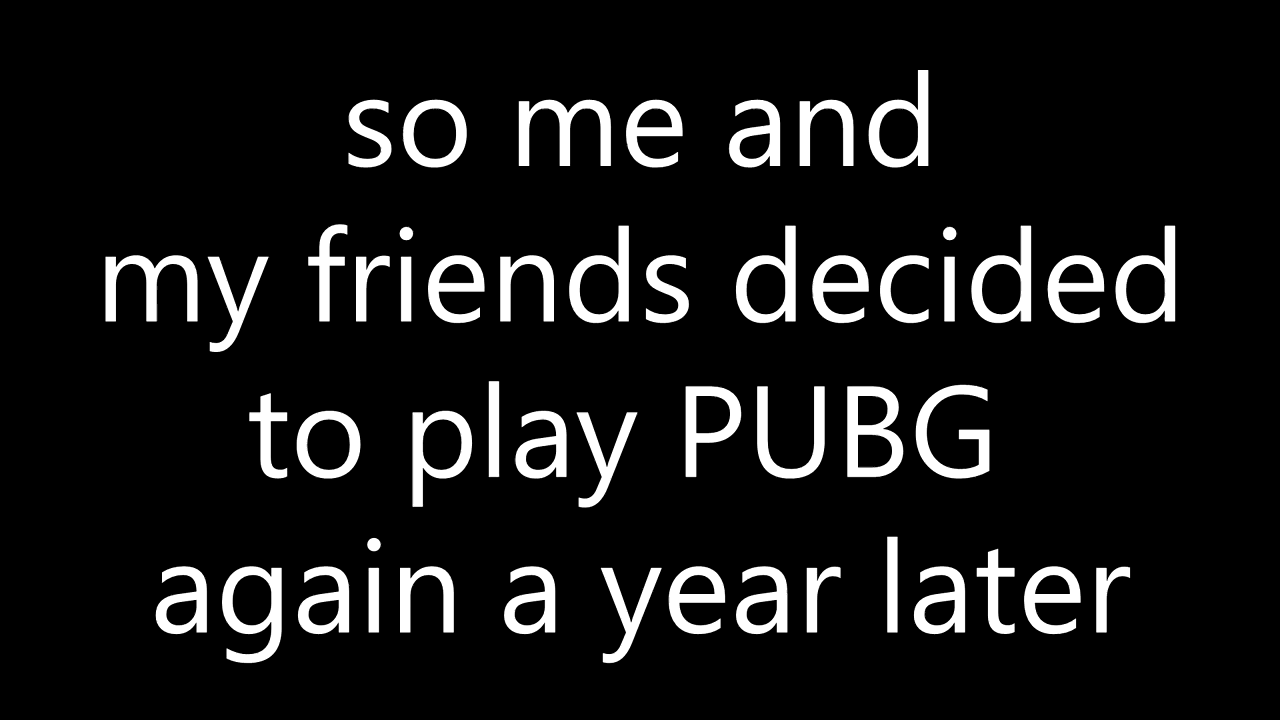 so me and
my friends decided
to play PUBG
again a year later